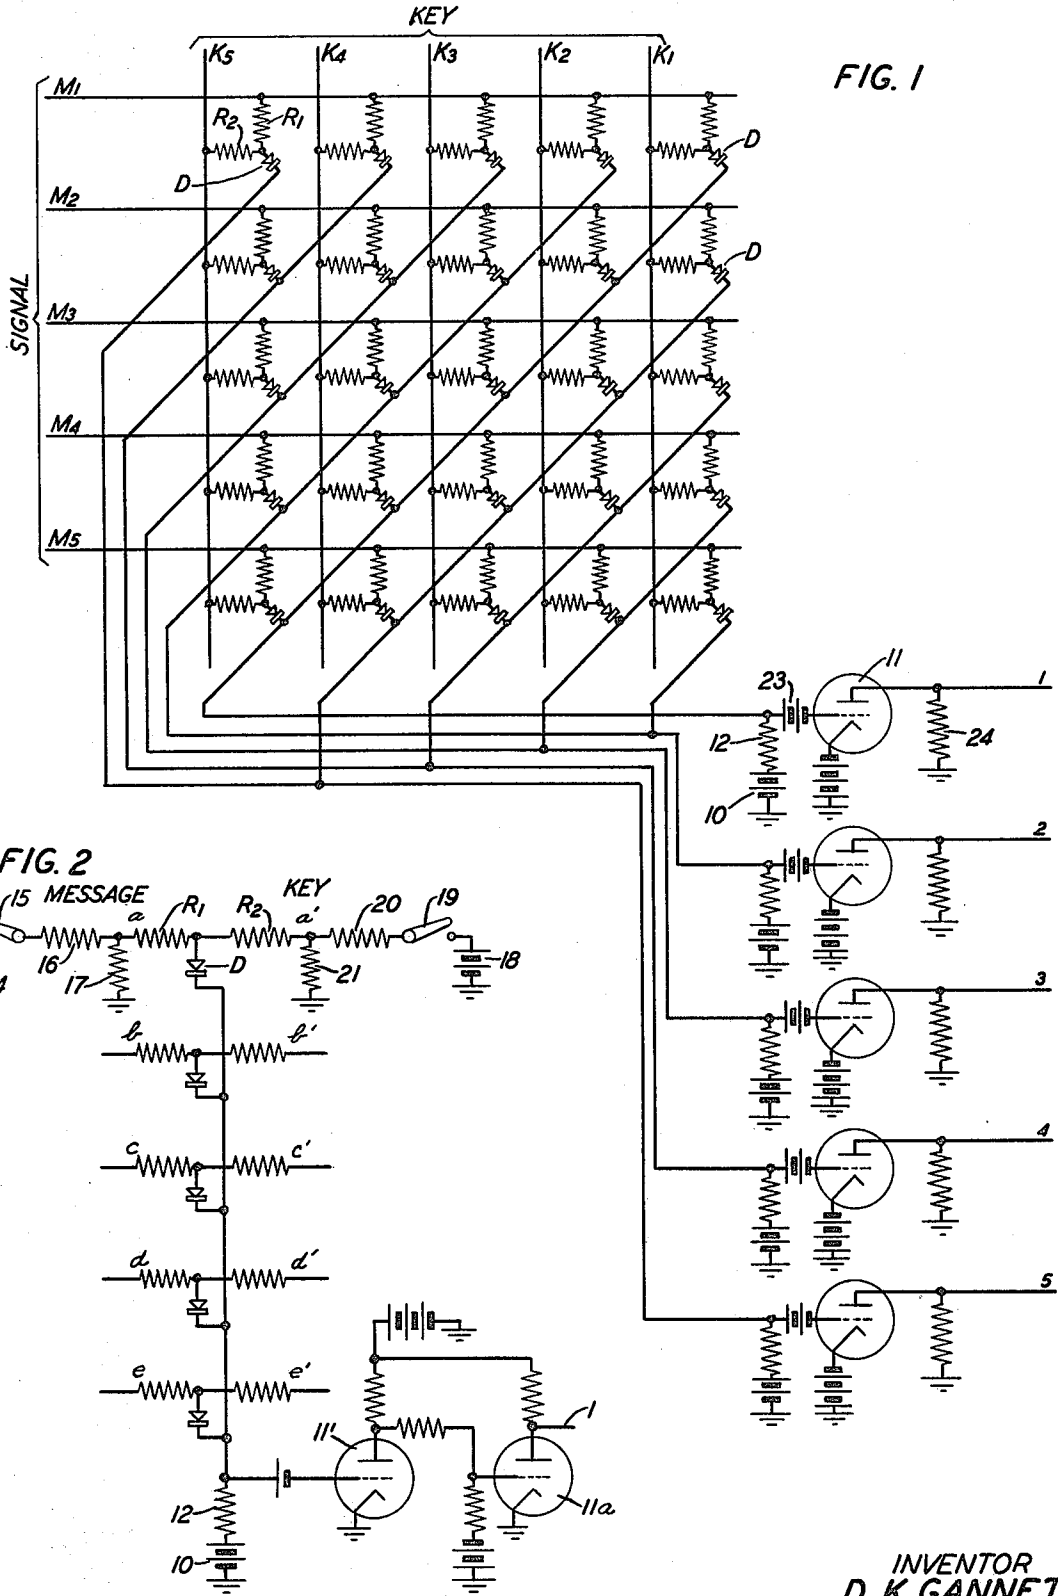 KEY
FIG. 1
K5 K4 K3 K2 K1
SIGNAL
M1
R2 R1
D
D
M2
D
M3
M4
M5
11
23
1
12
24
10
2
3
4
5
FIG. 2
15 MESSAGE
KEY
a R1 R2 a' 20 19
16 17 D 21 18
4
b b'
c c'
d d'
e e'
11'
1
12
11a
10
INVENTOR
D. K. GANNET